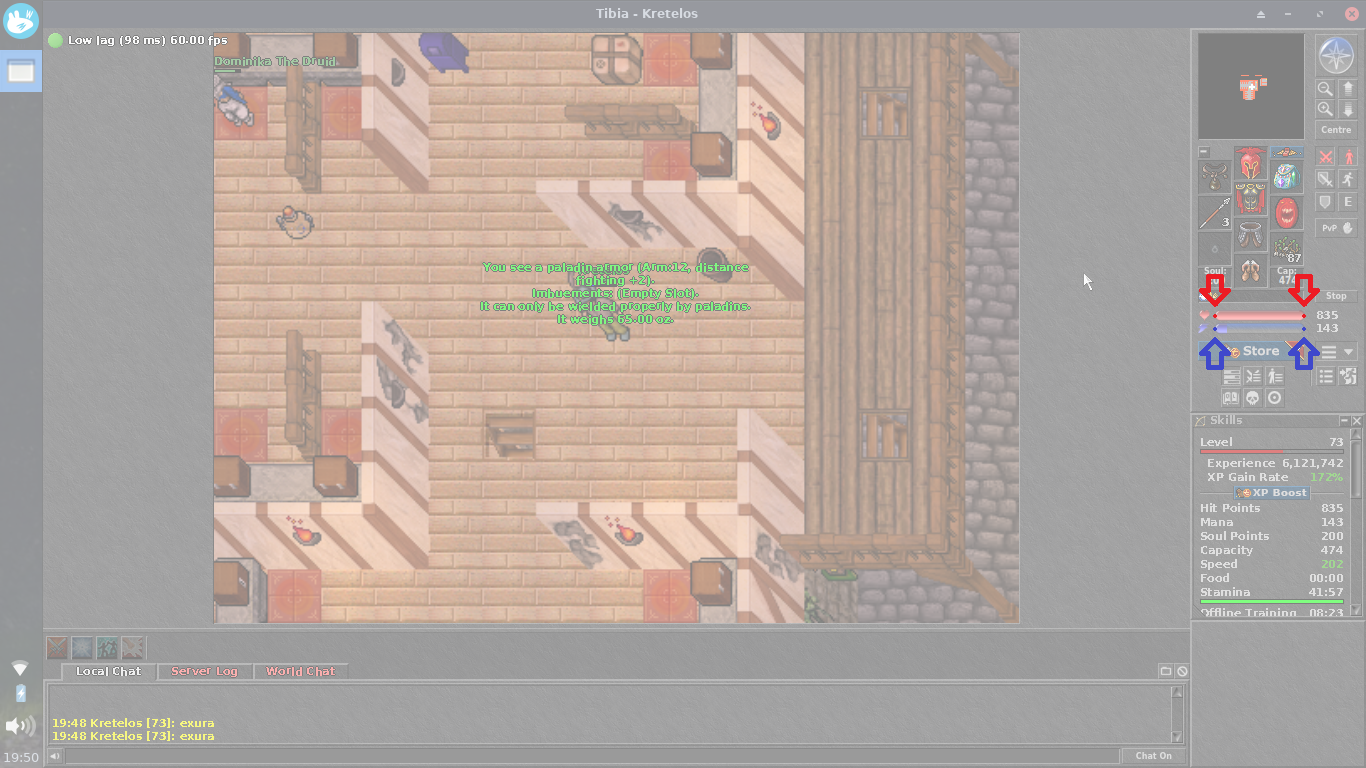 Tibia - Kretelos
Low lag (98 ms) 60.00 fps
Dominika The Druid
You see a paladin armor (Arm:12, distance
fighting +2).
Imbuements: (Empty Slot).
It can only be wielded properly by paladins.
It weighs 65.00 oz.
Centre
3
E
PvP
87
Soul:
Cap:
474
Stop
835
143
Store
Skills
Level 73
Experience 6,121,742
XP Gain Rate 172%
XP Boost
Hit Points 835
Mana 143
Soul Points 200
Capacity 474
Speed 202
Food 00:00
Stamina 41:57
Offline Training 08:23
Local Chat Server Log World Chat
19:48 Kretelos [73]: exura
19:48 Kretelos [73]: exura
Chat On
19:50